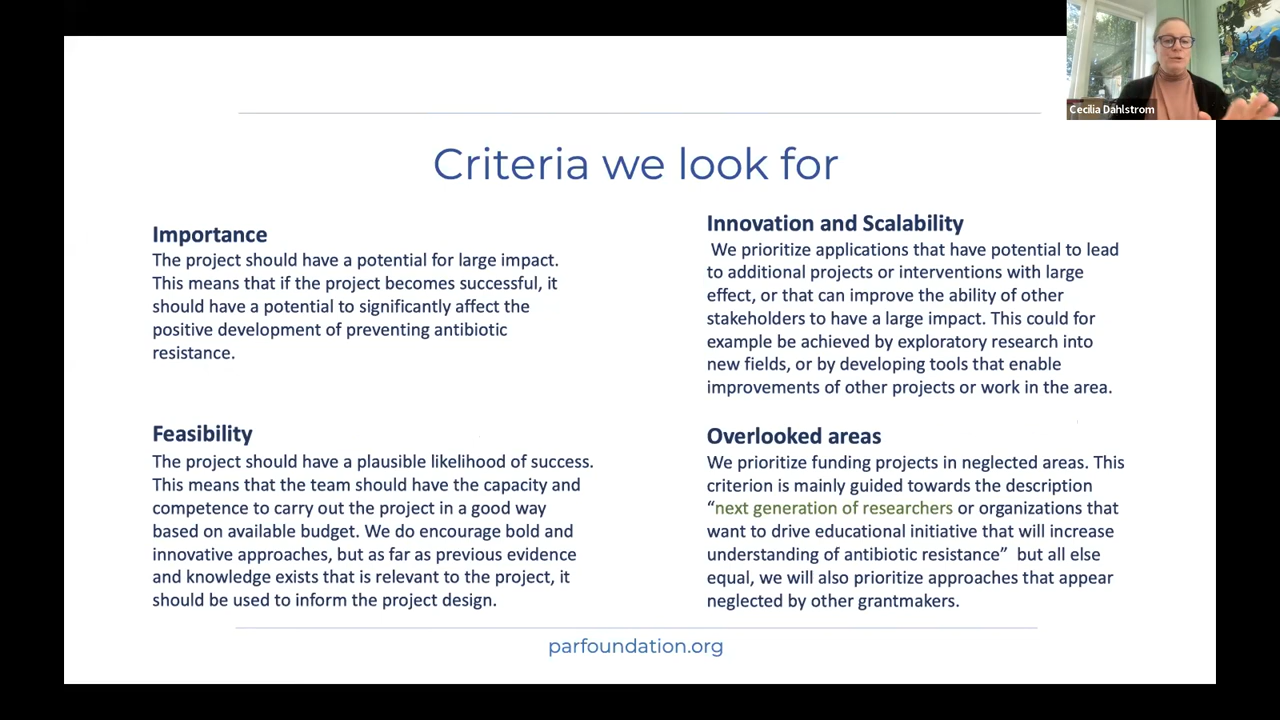 Cecilia Dahlstrom
Criteria we look for
Importance
The project should have a potential for large impact.
This means that if the project becomes successful, it
should have a potential to significantly affect the
positive development of preventing antibiotic
resistance.
Feasibility
The project should have a plausible likelihood of success.
This means that the team should have the capacity and
competence to carry out the project in a good way
based on available budget. We do encourage bold and
innovative approaches, but as far as previous evidence
and knowledge exists that is relevant to the project, it
should be used to inform the project design.
Innovation and Scalability
We prioritize applications that have potential to lead
to additional projects or interventions with large
effect, or that can improve the ability of other
stakeholders to have a large impact. This could for
example be achieved by exploratory research into
new fields, or by developing tools that enable
improvements of other projects or work in the area.
Overlooked areas
We prioritize funding projects in neglected areas. This
criterion is mainly guided towards the description
“next generation of researchers or organizations that
want to drive educational initiative that will increase
understanding of antibiotic resistance” but all else
equal, we will also prioritize approaches that appear
neglected by other grantmakers.
parfoundation.org